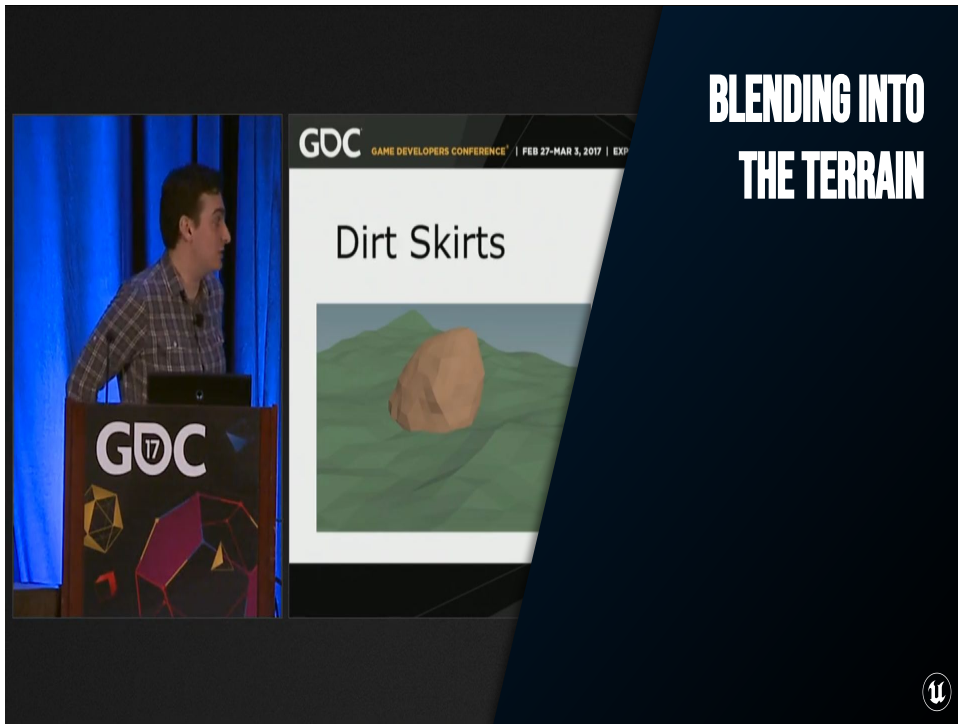 BLENDING INTO
THE TERRAIN
GDC
GAME DEVELOPERS CONFERENCE® | FEB 27-MAR 3, 2017 | EXP
Dirt Skirts
GDC
17